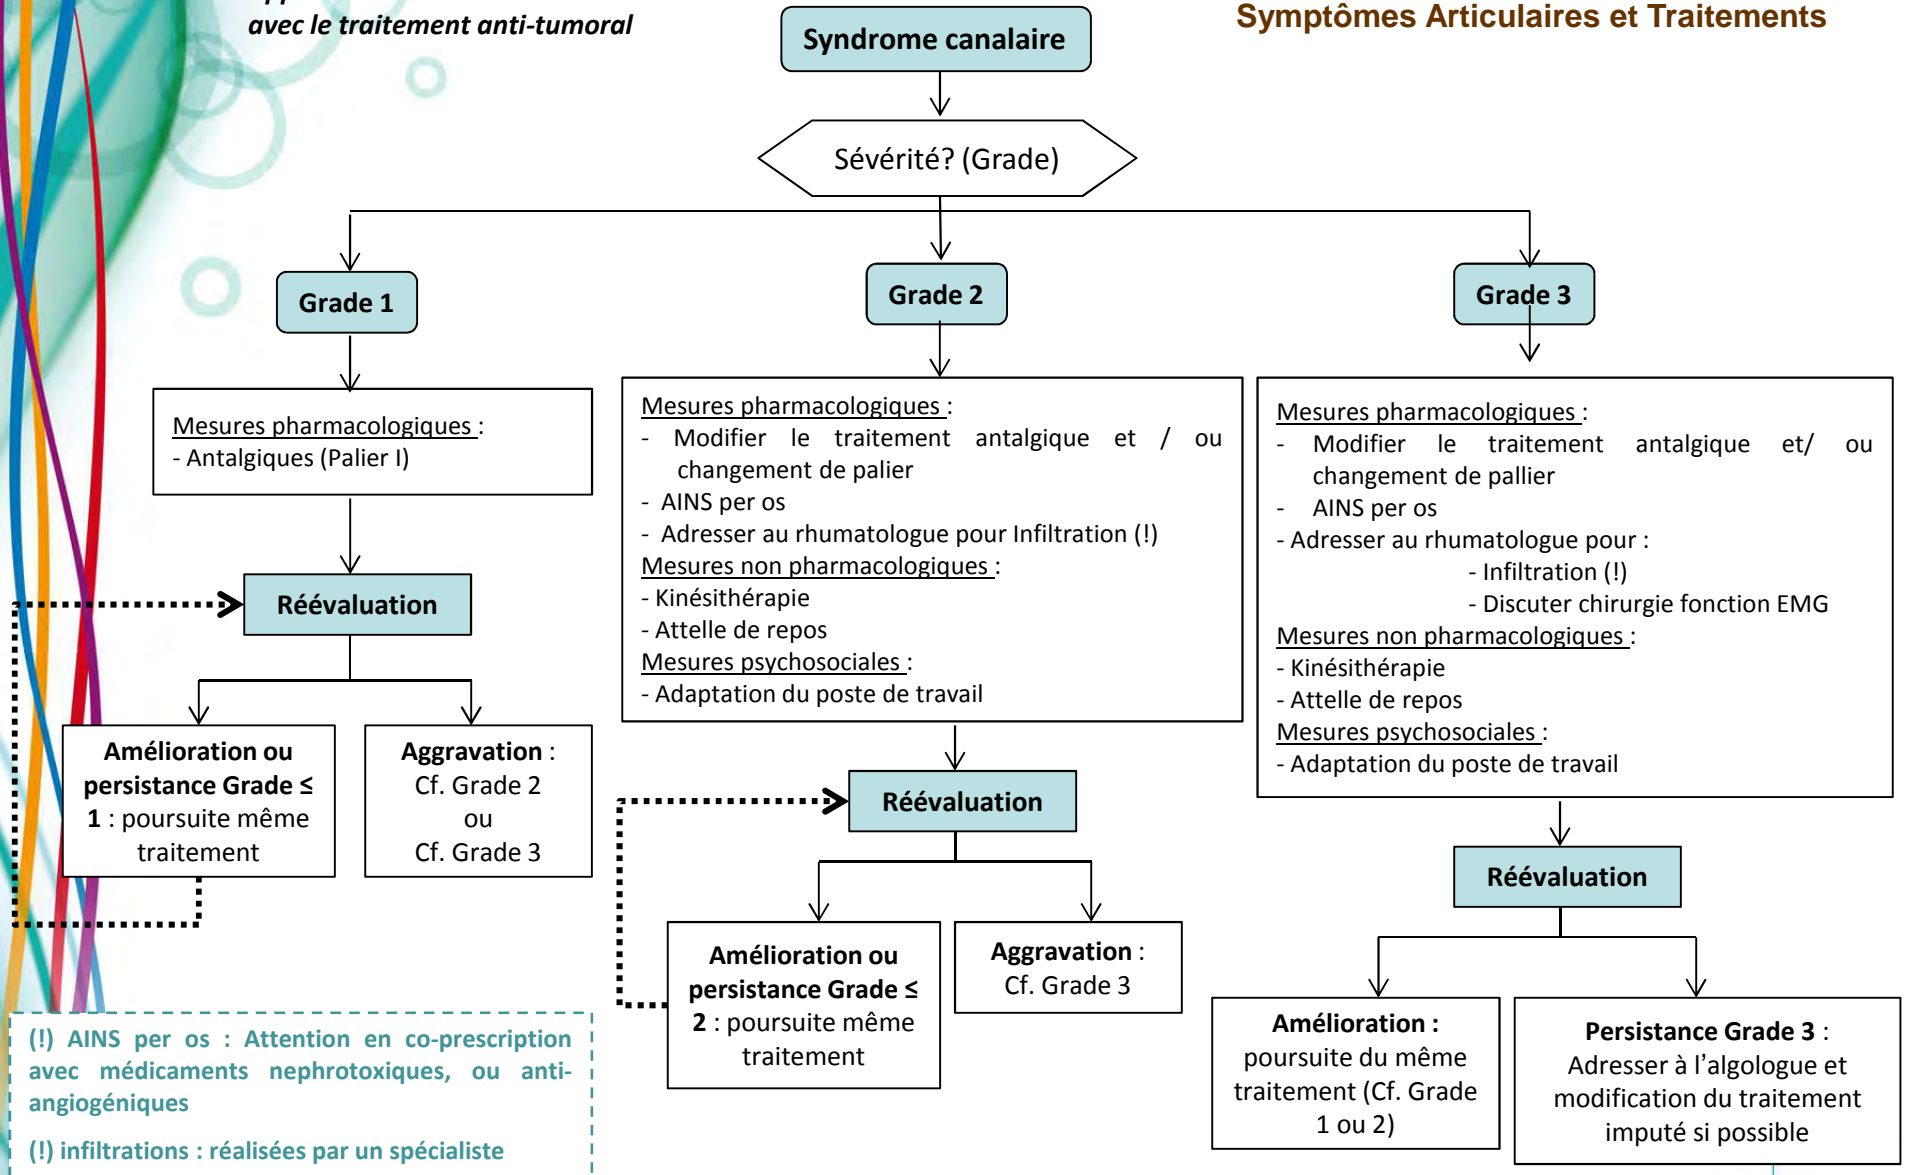 avec le traitement anti-tumoral
Symptômes Articulaires et Traitements
Syndrome canalaire
Sévérité? (Grade)
Grade 1
Grade 2
Grade 3
Mesures pharmacologiques :
- Antalgiques (Palier I)
Réévaluation
Amélioration ou
persistance Grade ≤
1 : poursuite même
traitement
Aggravation :
Cf. Grade 2
ou
Cf. Grade 3
Mesures pharmacologiques :
- Modifier le traitement antalgique et / ou
changement de palier
- AINS per os
- Adresser au rhumatologue pour Infiltration (!)
Mesures non pharmacologiques :
- Kinésithérapie
- Attelle de repos
Mesures psychosociales :
- Adaptation du poste de travail
Réévaluation
Amélioration ou
persistance Grade ≤
2 : poursuite même
traitement
Aggravation :
Cf. Grade 3
Mesures pharmacologiques :
- Modifier le traitement antalgique et/ ou
changement de pallier
- AINS per os
- Adresser au rhumatologue pour :
- Infiltration (!)
- Discuter chirurgie fonction EMG
Mesures non pharmacologiques :
- Kinésithérapie
- Attelle de repos
Mesures psychosociales :
- Adaptation du poste de travail
Réévaluation
Amélioration :
poursuite du même
traitement (Cf. Grade
1 ou 2)
Persistance Grade 3 :
Adresser à l'algologue et
modification du traitement
imputé si possible
(!) AINS per os : Attention en co-prescription
avec médicaments nephrotoxiques, ou anti-
angiogéniques
(!) infiltrations : réalisées par un spécialiste